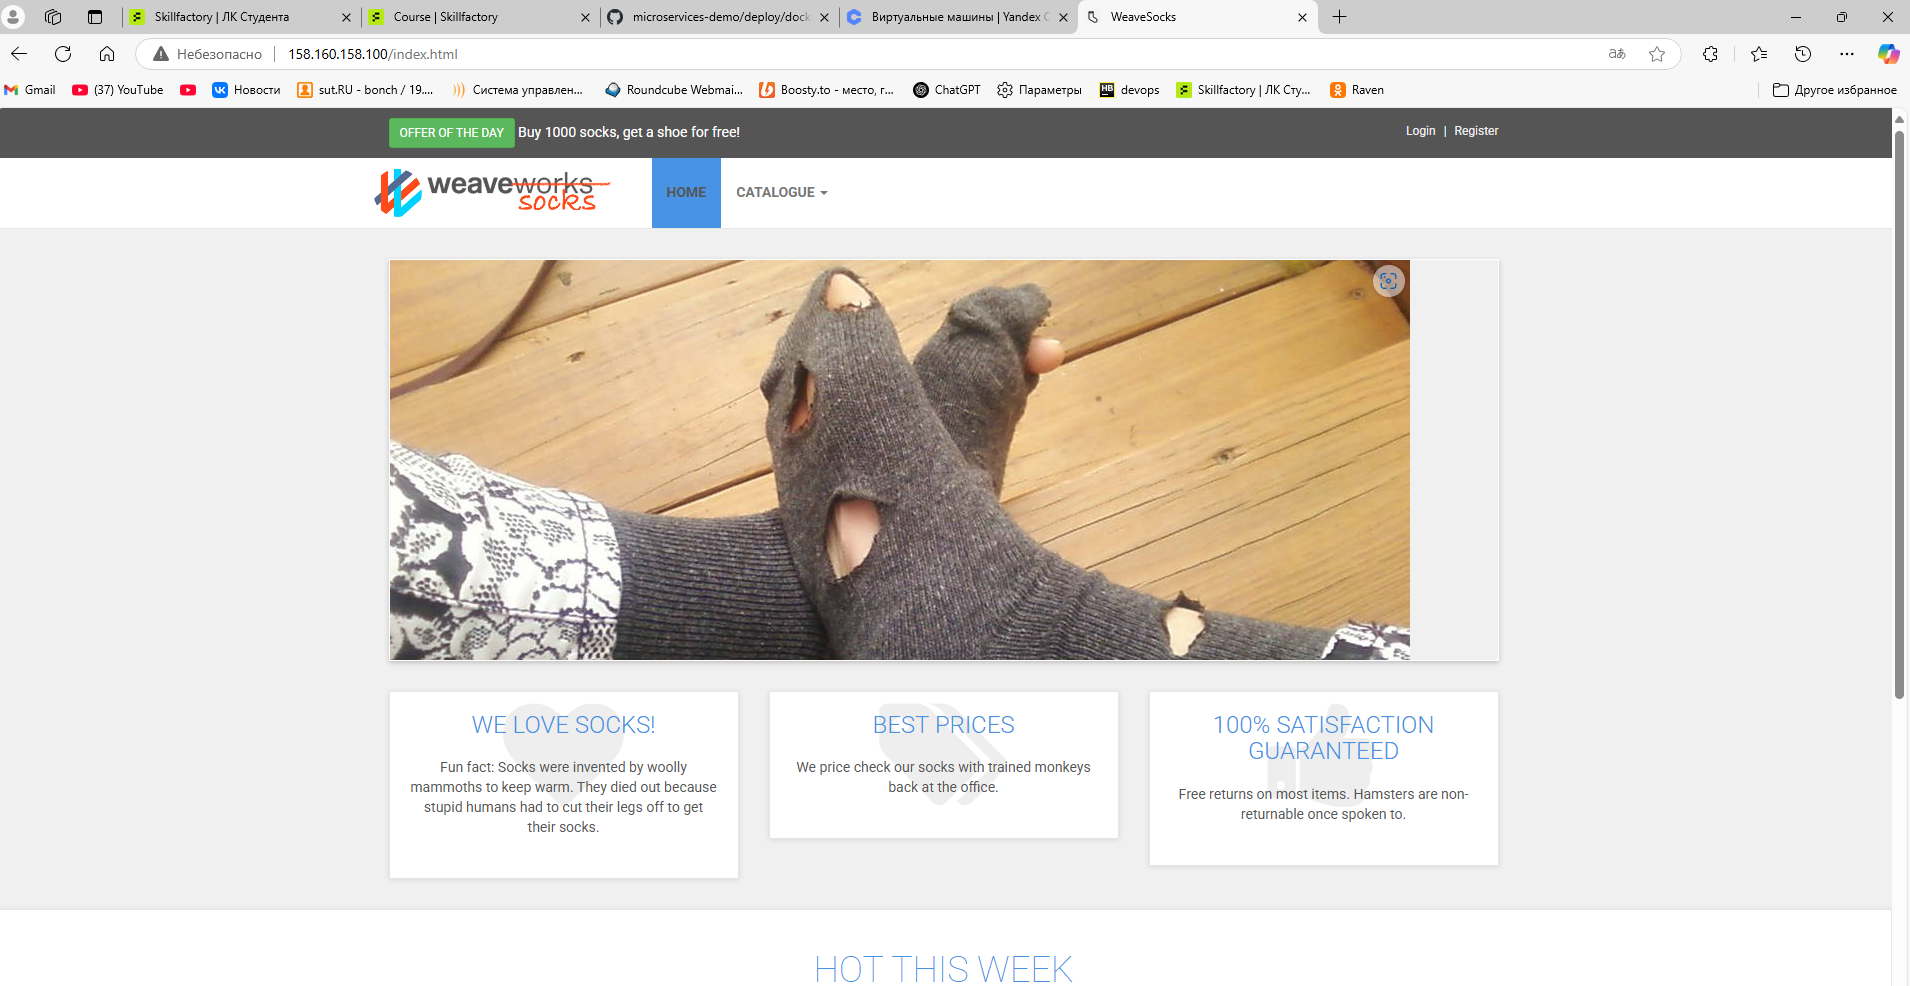 Skillfactory | ЛК Студента
Course | Skillfactory
microservices-demo/deploy/dock
Виртуальные машины | Yandex C
WeaveSocks
Небезопасно
158.160.158.100/index.html
Gmail
(37) YouTube
Новости
sut.RU - bonch / 19....
Система управлен...
Roundcube Webmai...
Boosty.to - место, г...
ChatGPT
Параметры
devops
Skillfactory | ЛК Сту...
Raven
Другое избранное
OFFER OF THE DAY Buy 1000 socks, get a shoe for free!
Login | Register
weaveworks
socks
HOME
CATALOGUE
WE LOVE SOCKS!
Fun fact: Socks were invented by woolly
mammoths to keep warm. They died out because
stupid humans had to cut their legs off to get
their socks.
BEST PRICES
We price check our socks with trained monkeys
back at the office.
100% SATISFACTION
GUARANTEED
Free returns on most items. Hamsters are non-
returnable once spoken to.
HOT THIS WEEK